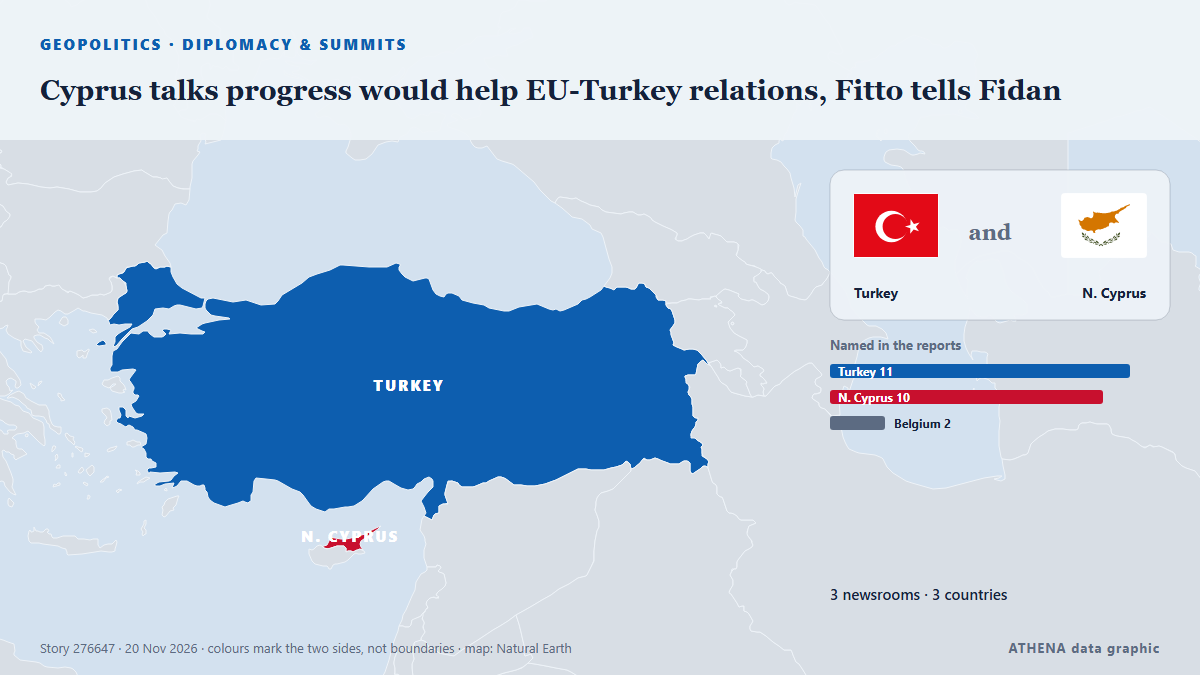 GEOPOLITICS · DIPLOMACY & SUMMITS
Cyprus talks progress would help EU-Turkey relations, Fitto tells Fidan
and
Turkey
N. Cyprus
Named in the reports
Turkey 11
N. Cyprus 10
Belgium 2
TURKEY
N. CYPRUS
3 newsrooms · 3 countries
Story 276647 · 20 Nov 2026 · colours mark the two sides, not boundaries · map: Natural Earth
ATHENA data graphic